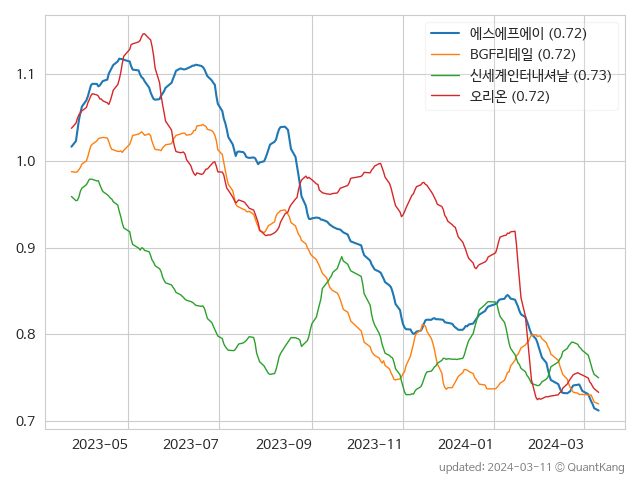 에스에프에이 (0.72)
BGF리테일 (0.72)
신세계인터내셔날 (0.73)
오리온 (0.72)
1.1
1.0
0.9
0.8
0.7
2023-05 2023-07 2023-09 2023-11 2024-01 2024-03
updated: 2024-03-11 © QuantKang